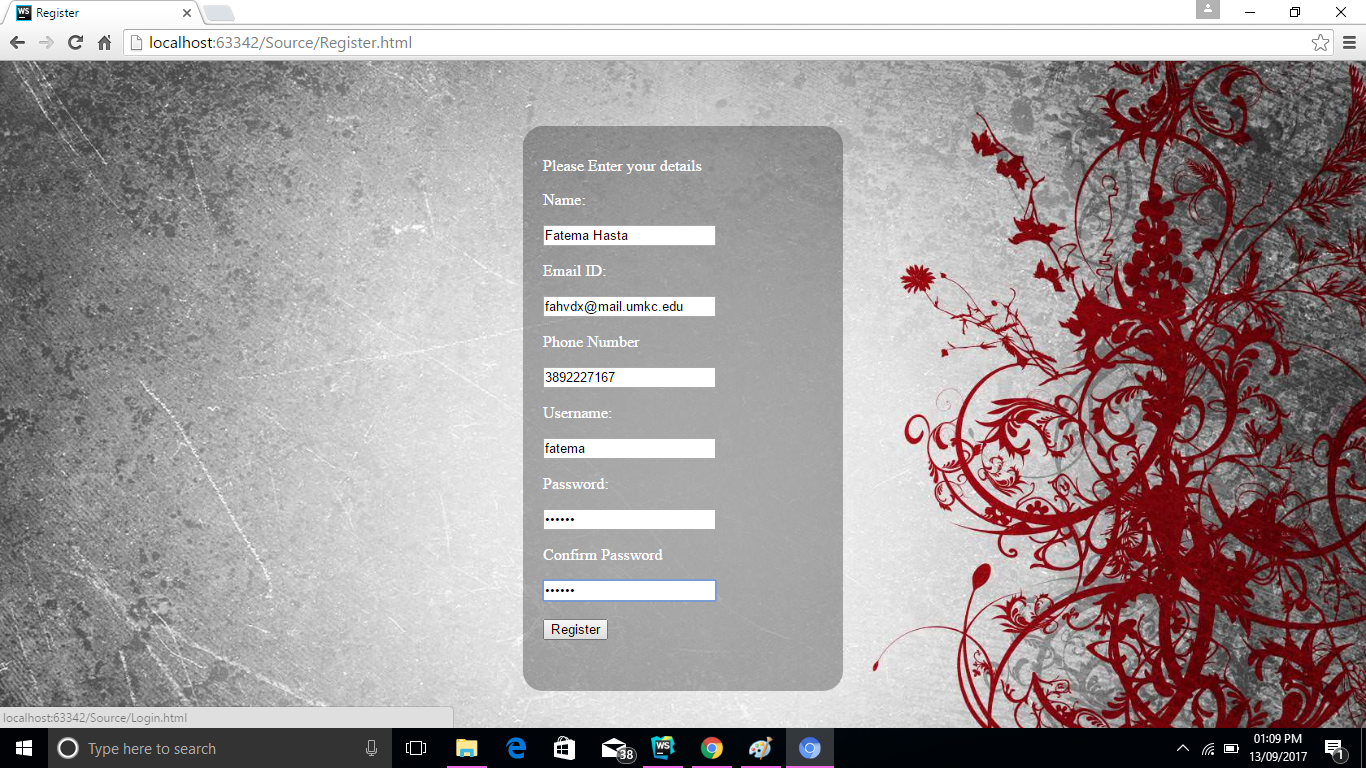 WS Register
localhost:63342/Source/Register.html
Please Enter your details
Name:
Fatema Hasta
Email ID:
fahvdx@mail.umkc.edu
Phone Number
3892227167
Username:
fatema
Password:
••••••
Confirm Password
••••••
Register
localhost:63342/Source/Login.html
Type here to search
38
WS
01:09 PM
13/09/2017
1